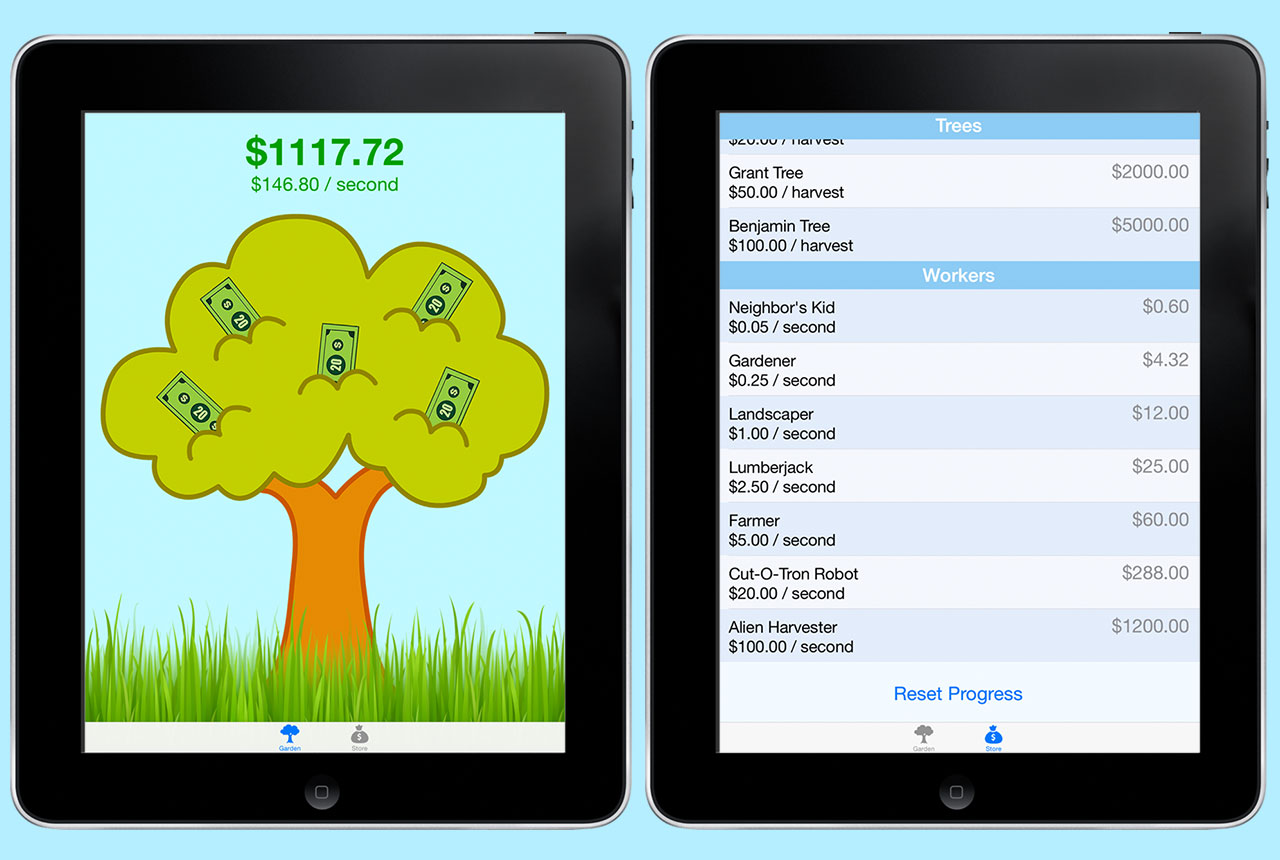 $1117.72
$146.80 / second
$ 20
$ 20
$ 20
$ 20 $
$ 20
Garden
Store
Trees
$20.00 / harvest
Grant Tree
$2000.00
$50.00 / harvest
Benjamin Tree
$5000.00
$100.00 / harvest
Workers
Neighbor's Kid
$0.60
$0.05 / second
Gardener
$4.32
$0.25 / second
Landscaper
$12.00
$1.00 / second
Lumberjack
$25.00
$2.50 / second
Farmer
$60.00
$5.00 / second
Cut-O-Tron Robot
$288.00
$20.00 / second
Alien Harvester
$1200.00
$100.00 / second
Reset Progress
Garden
Store